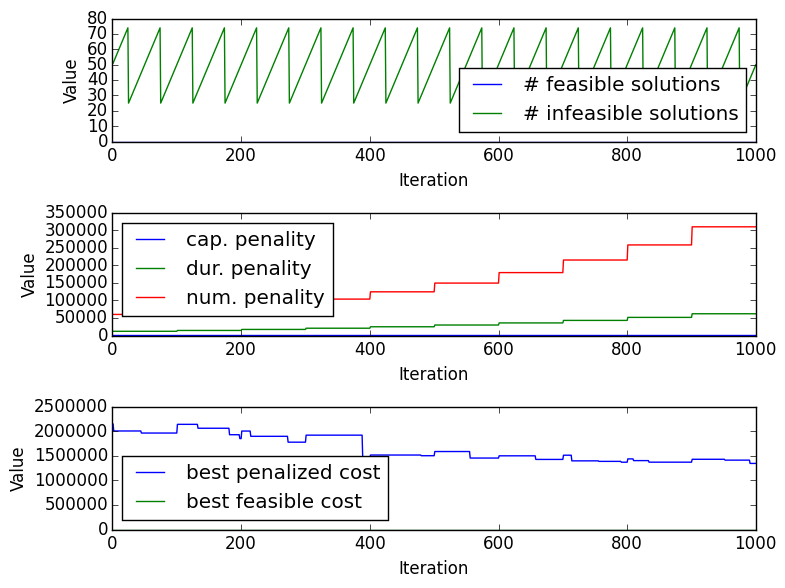 80
70
60
50
40
30
20
10
0
Value
# feasible solutions
# infeasible solutions
0 200 400 600 800 1000
Iteration
350000
300000
250000
200000
150000
100000
50000
0
Value
cap. penality
dur. penality
num. penality
0 200 400 600 800 1000
Iteration
2500000
2000000
1500000
1000000
500000
0
Value
best penalized cost
best feasible cost
0 200 400 600 800 1000
Iteration